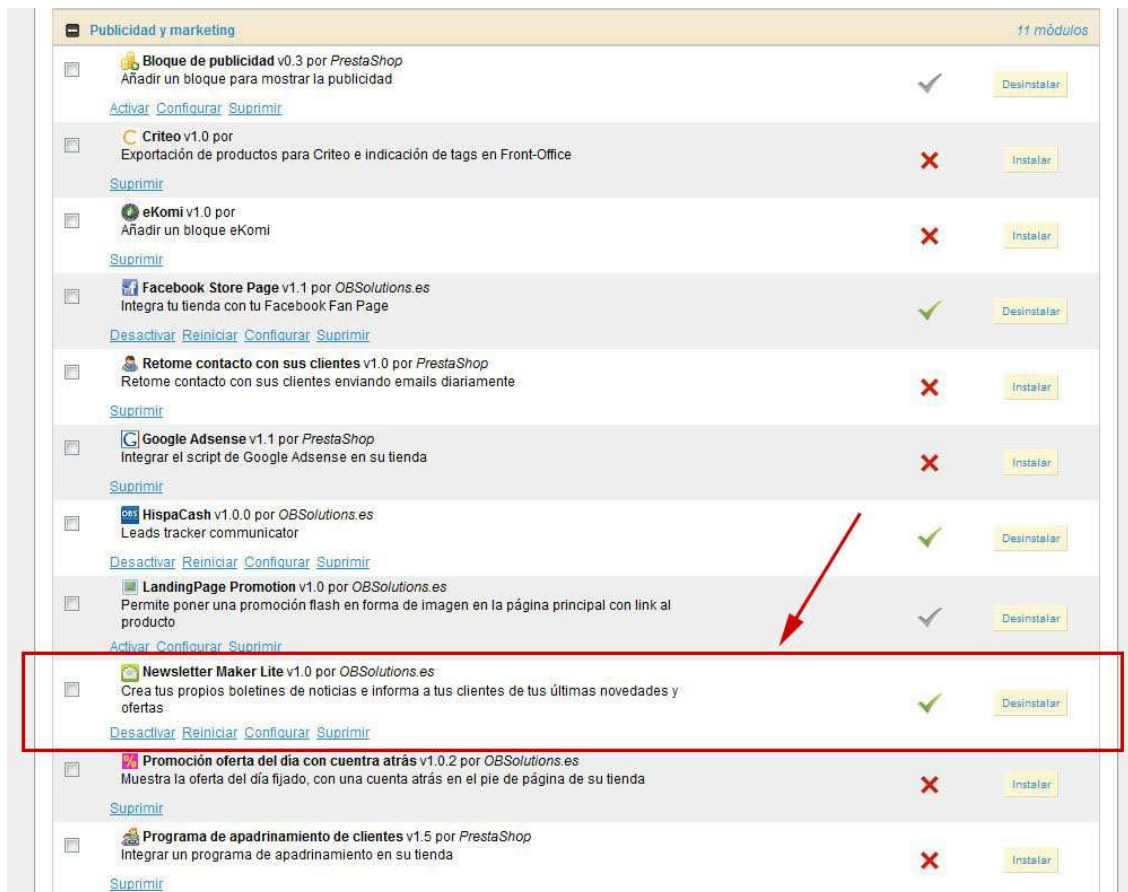 Publicidad y marketing 11 módulos
Bloque de publicidad v0.3 por PrestaShop
Añadir un bloque para mostrar la publicidad
Desinstalar
Activar Configurar Suprimir
Criteo v1.0 por
Exportación de productos para Criteo e indicación de tags en Front-Office
Instalar
Suprimir
eKomi v1.0 por
Añadir un bloque eKomi
Instalar
Suprimir
Facebook Store Page v1.1 por OBSolutions.es
Integra tu tienda con tu Facebook Fan Page
Desinstalar
Desactivar Reiniciar Configurar Suprimir
Retome contacto con sus clientes v1.0 por PrestaShop
Retome contacto con sus clientes enviando emails diariamente
Instalar
Suprimir
Google Adsense v1.1 por PrestaShop
Integrar el script de Google Adsense en su tienda
Instalar
Suprimir
OBS HispaCash v1.0.0 por OBSolutions.es
Leads tracker communicator
Desinstalar
Desactivar Reiniciar Configurar Suprimir
LandingPage Promotion v1.0 por OBSolutions.es
Permite poner una promoción flash en forma de imagen en la página principal con link al
producto
Desinstalar
Activar Configurar Suprimir
Newsletter Maker Lite v1.0 por OBSolutions.es
Crea tus propios boletines de noticias e informa a tus clientes de tus últimas novedades y
ofertas
Desinstalar
Desactivar Reiniciar Configurar Suprimir
% Promoción oferta del día con cuentra atrás v1.0.2 por OBSolutions.es
Muestra la oferta del día fijado, con una cuenta atrás en el pie de página de su tienda
Instalar
Suprimir
Programa de apadrinamiento de clientes v1.5 por PrestaShop
Integrar un programa de apadrinamiento en su tienda
Instalar
Suprimir